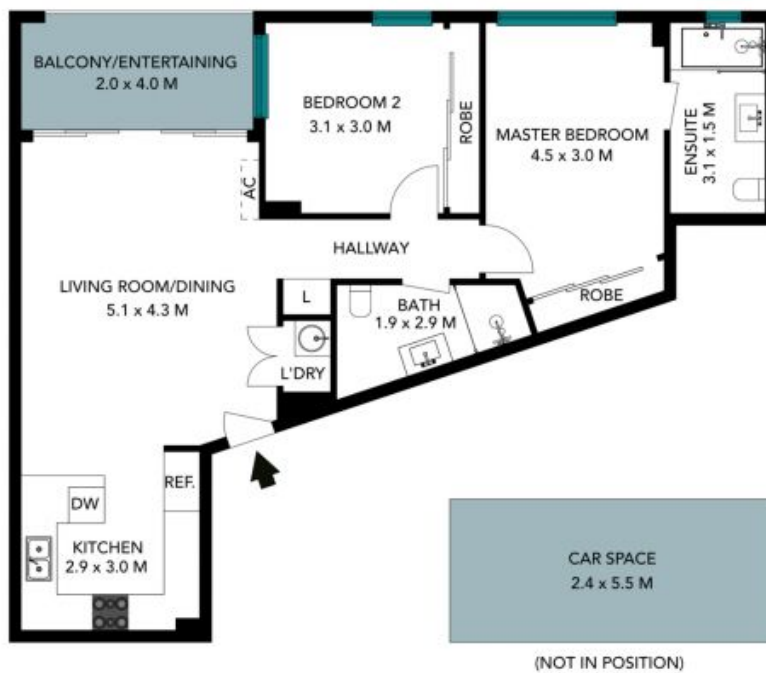 BALCONY/ENTERTAINING
2.0 x 4.0 M
BEDROOM 2
3.1 x 3.0 M
ROBE
MASTER BEDROOM
4.5 x 3.0 M
ENSUITE
3.1 x 1.5 M
AC
HALLWAY
LIVING ROOM/DINING
5.1 x 4.3 M
L
BATH
1.9 x 2.9 M
ROBE
L'DRY
REF.
DW
KITCHEN
2.9 x 3.0 M
CAR SPACE
2.4 x 5.5 M
(NOT IN POSITION)